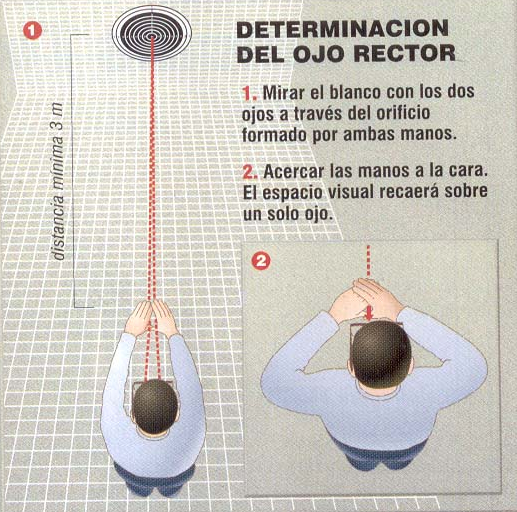 1
DETERMINACION
DEL OJO RECTOR
1. Mirar el blanco con los dos
ojos a través del orificio
formado por ambas manos.
2. Acercar las manos a la cara.
El espacio visual recaerá sobre
un solo ojo.
distancia mínima 3 m
2